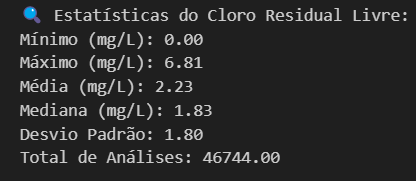 🔍 Estatísticas do Cloro Residual Livre:
Mínimo (mg/L): 0.00
Máximo (mg/L): 6.81
Média (mg/L): 2.23
Mediana (mg/L): 1.83
Desvio Padrão: 1.80
Total de Análises: 46744.00